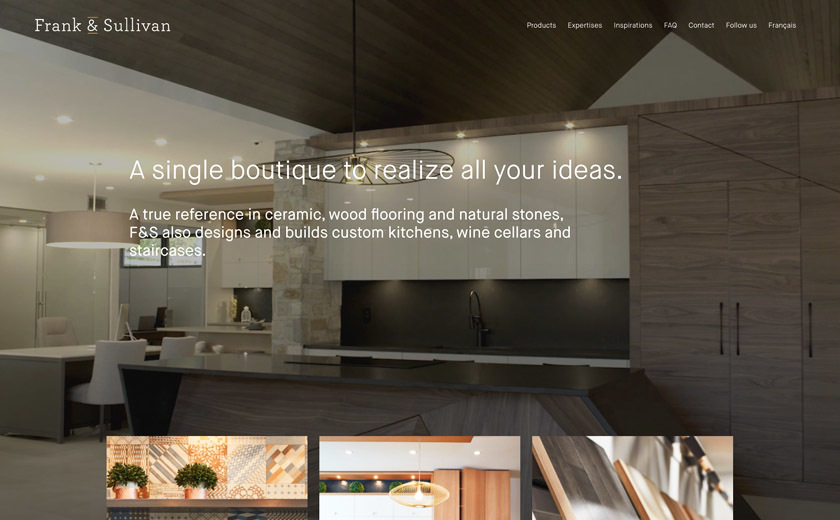 Frank & Sullivan
Products Expertises Inspirations FAQ Contact Follow us Français
A single boutique to realize all your ideas.
A true reference in ceramic, wood flooring and natural stones,
F&S also designs and builds custom kitchens, wine cellars and
staircases.